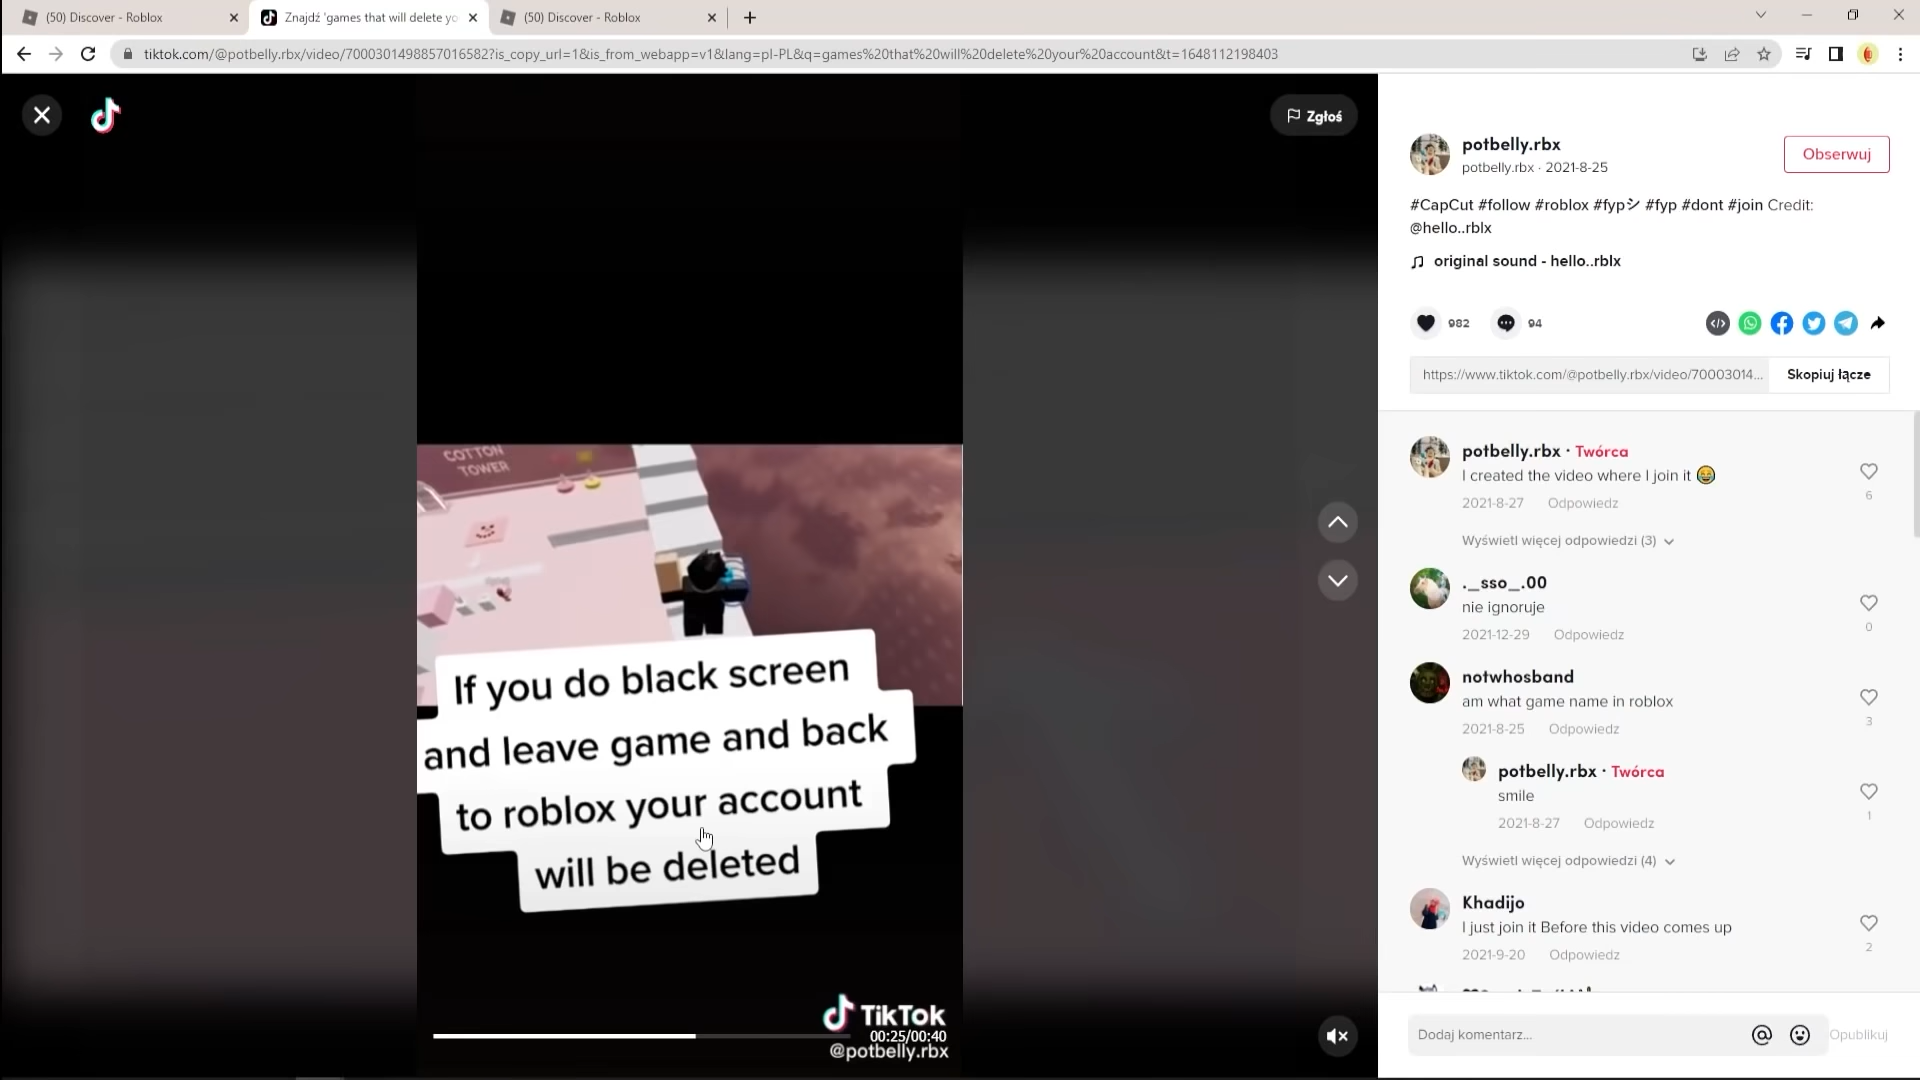 (50) Discover - Roblox
Znajdź 'games that will delete yo
(50) Discover - Roblox
tiktok.com/@potbelly.rbx/video/7000301498857016582?is_copy_url=1&is_from_webapp=v1&lang=pl-PL&q=games%20that%20will%20delete%20your%20account&t=1648112198403
Zgłoś
COTTON
TOWER
If you do black screen
and leave game and back
to roblox your account
will be deleted
TikTok
00:25/00:40
@potbelly.rbx
potbelly.rbx
potbelly.rbx · 2021-8-25
Obserwuj
#CapCut #follow #roblox #fypシ #fyp #dont #join Credit:
@hello..rblx
original sound - hello..rblx
982
94
https://www.tiktok.com/@potbelly.rbx/video/70003014...
Skopiuj łącze
potbelly.rbx · Twórca
I created the video where I join it 😂
2021-8-27 Odpowiedz
6
Wyświetl więcej odpowiedzi (3)
._sso_.00
nie ignoruje
2021-12-29 Odpowiedz
0
notwhosband
am what game name in roblox
2021-8-25 Odpowiedz
3
potbelly.rbx · Twórca
smile
2021-8-27 Odpowiedz
1
Wyświetl więcej odpowiedzi (4)
Khadijo
I just join it Before this video comes up
2021-9-20 Odpowiedz
2
Dodaj komentarz...
Opublikuj